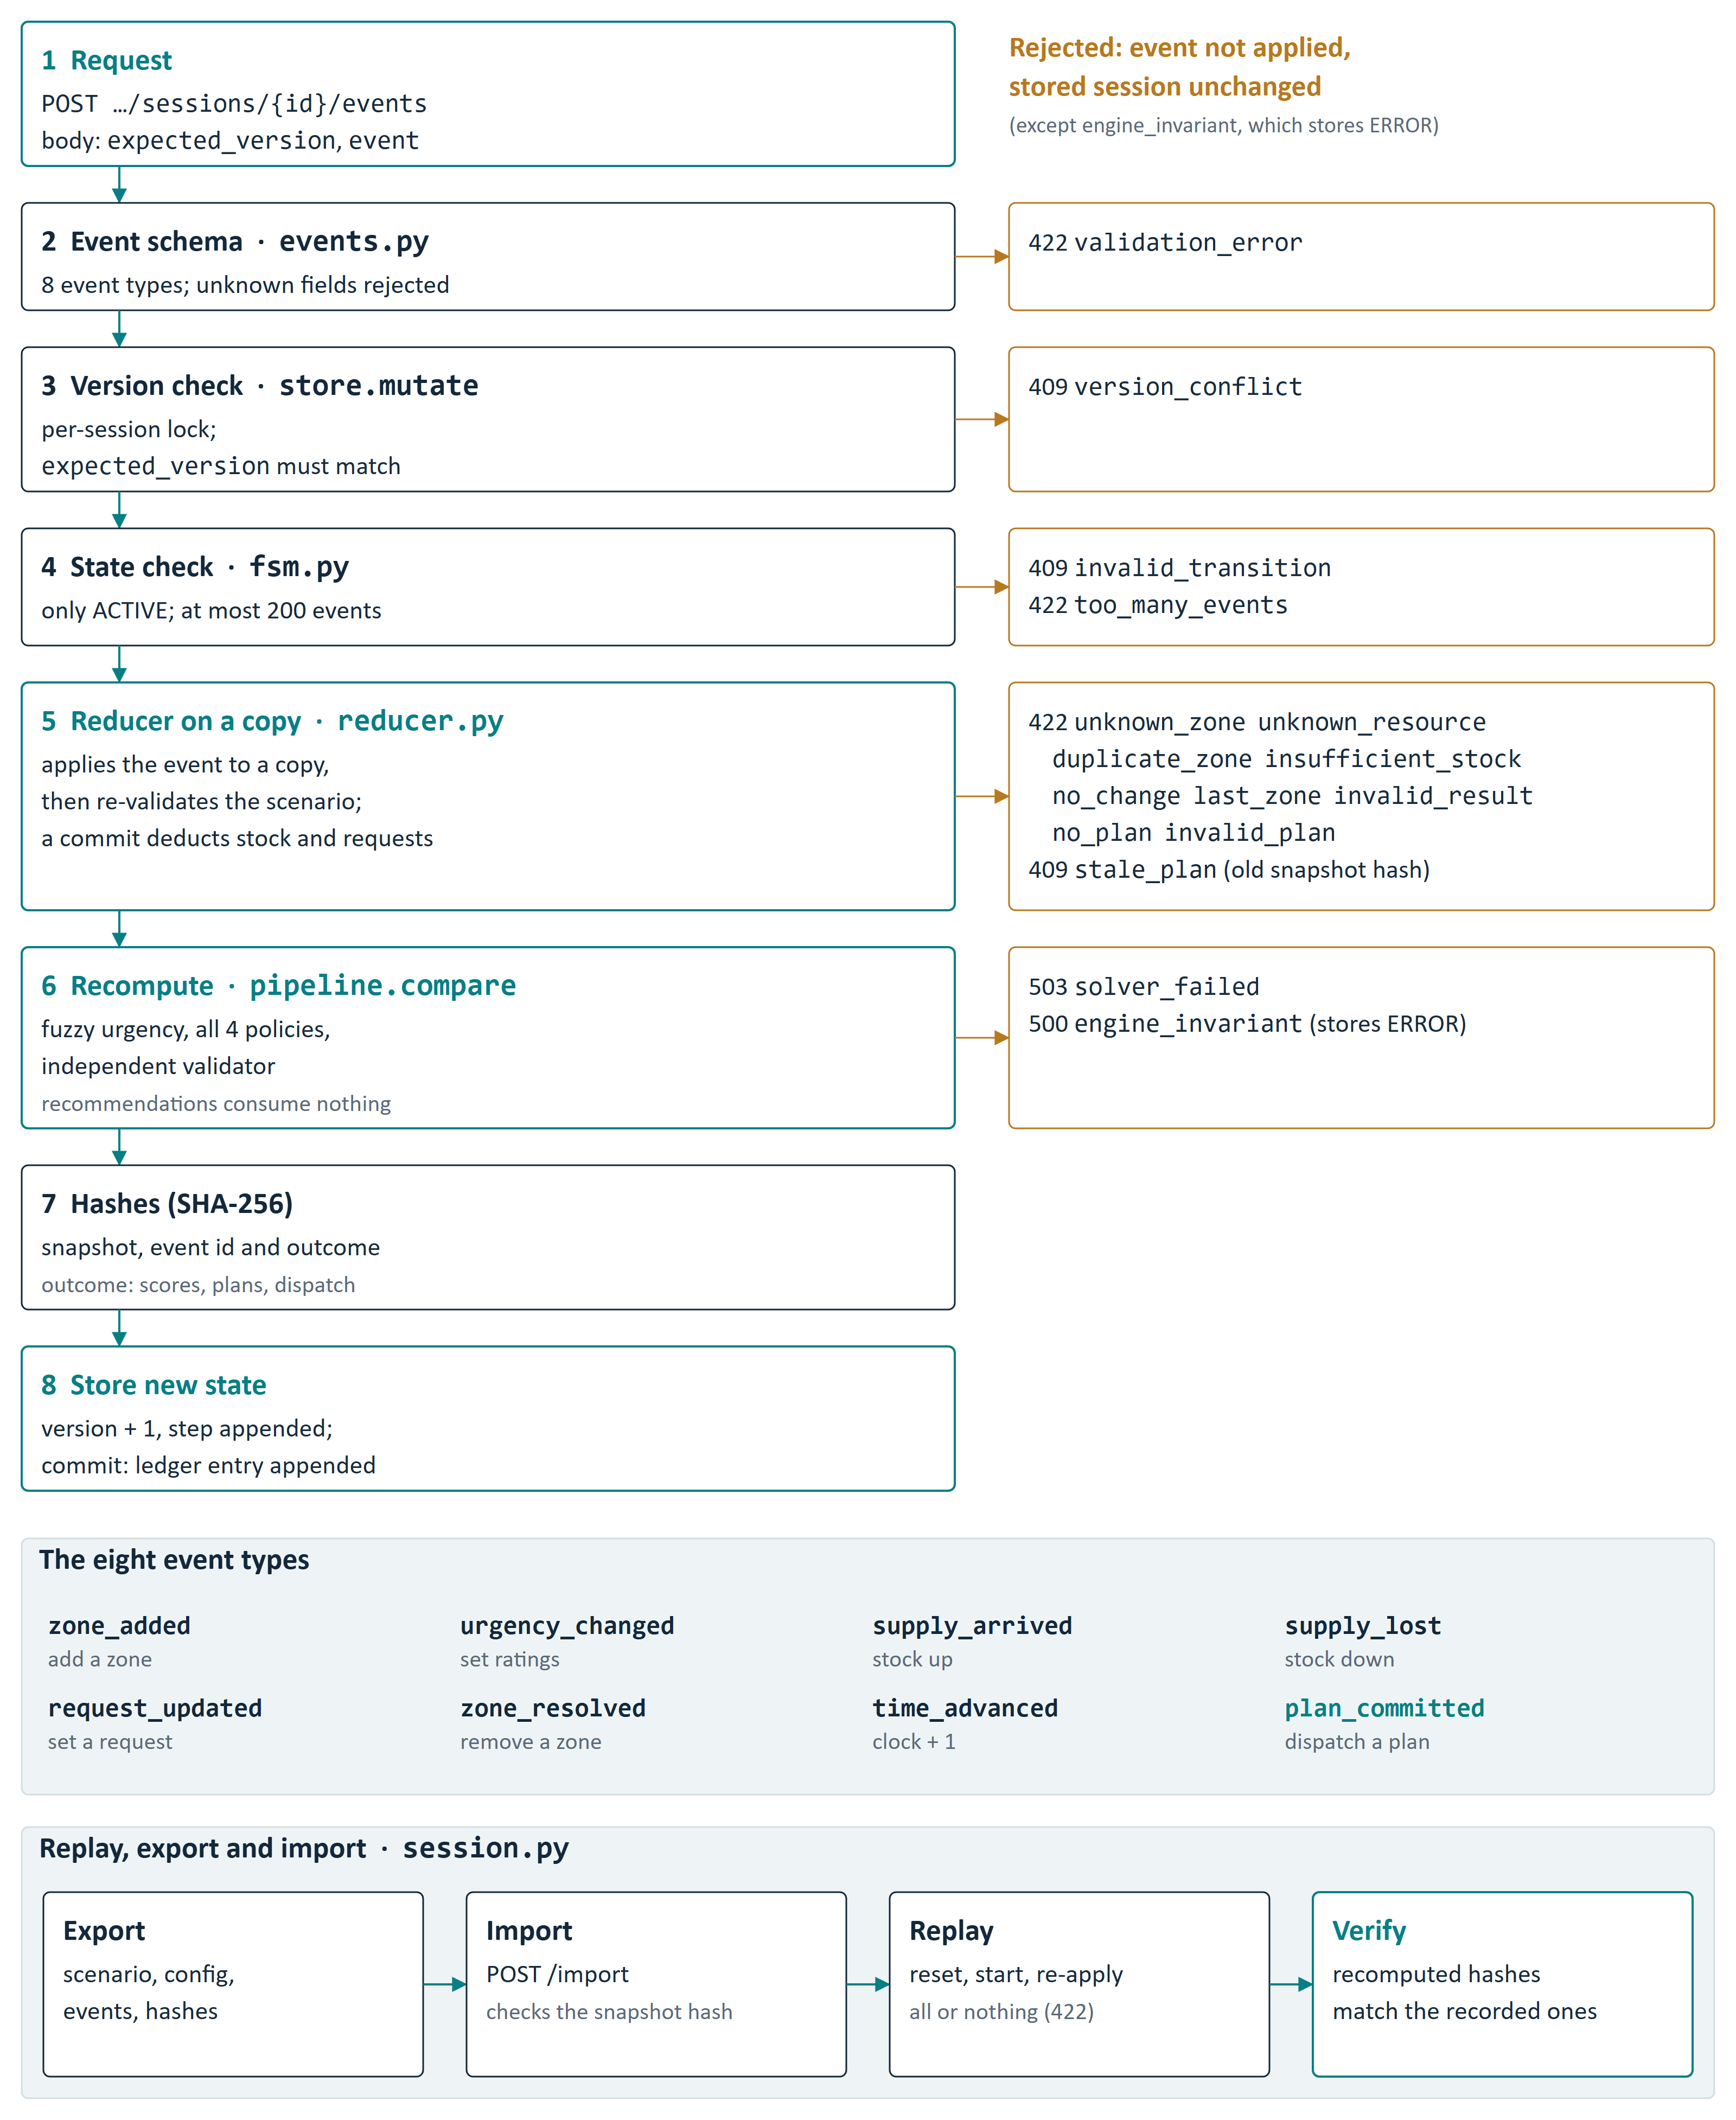 1 Request
POST …/sessions/{id}/events
body: expected_version, event
Rejected: event not applied,
stored session unchanged
(except engine_invariant, which stores ERROR)
2 Event schema · events.py
8 event types; unknown fields rejected
422 validation_error
3 Version check · store.mutate
per-session lock;
expected_version must match
409 version_conflict
4 State check · fsm.py
only ACTIVE; at most 200 events
409 invalid_transition
422 too_many_events
5 Reducer on a copy · reducer.py
applies the event to a copy,
then re-validates the scenario;
a commit deducts stock and requests
422 unknown_zone unknown_resource
duplicate_zone insufficient_stock
no_change last_zone invalid_result
no_plan invalid_plan
409 stale_plan (old snapshot hash)
6 Recompute · pipeline.compare
fuzzy urgency, all 4 policies,
independent validator
recommendations consume nothing
503 solver_failed
500 engine_invariant (stores ERROR)
7 Hashes (SHA-256)
snapshot, event id and outcome
outcome: scores, plans, dispatch
8 Store new state
version + 1, step appended;
commit: ledger entry appended
The eight event types
zone_added urgency_changed supply_arrived supply_lost
add a zone set ratings stock up stock down
request_updated zone_resolved time_advanced plan_committed
set a request remove a zone clock + 1 dispatch a plan
Replay, export and import · session.py
Export
scenario, config,
events, hashes
Import
POST /import
checks the snapshot hash
Replay
reset, start, re-apply
all or nothing (422)
Verify
recomputed hashes
match the recorded ones